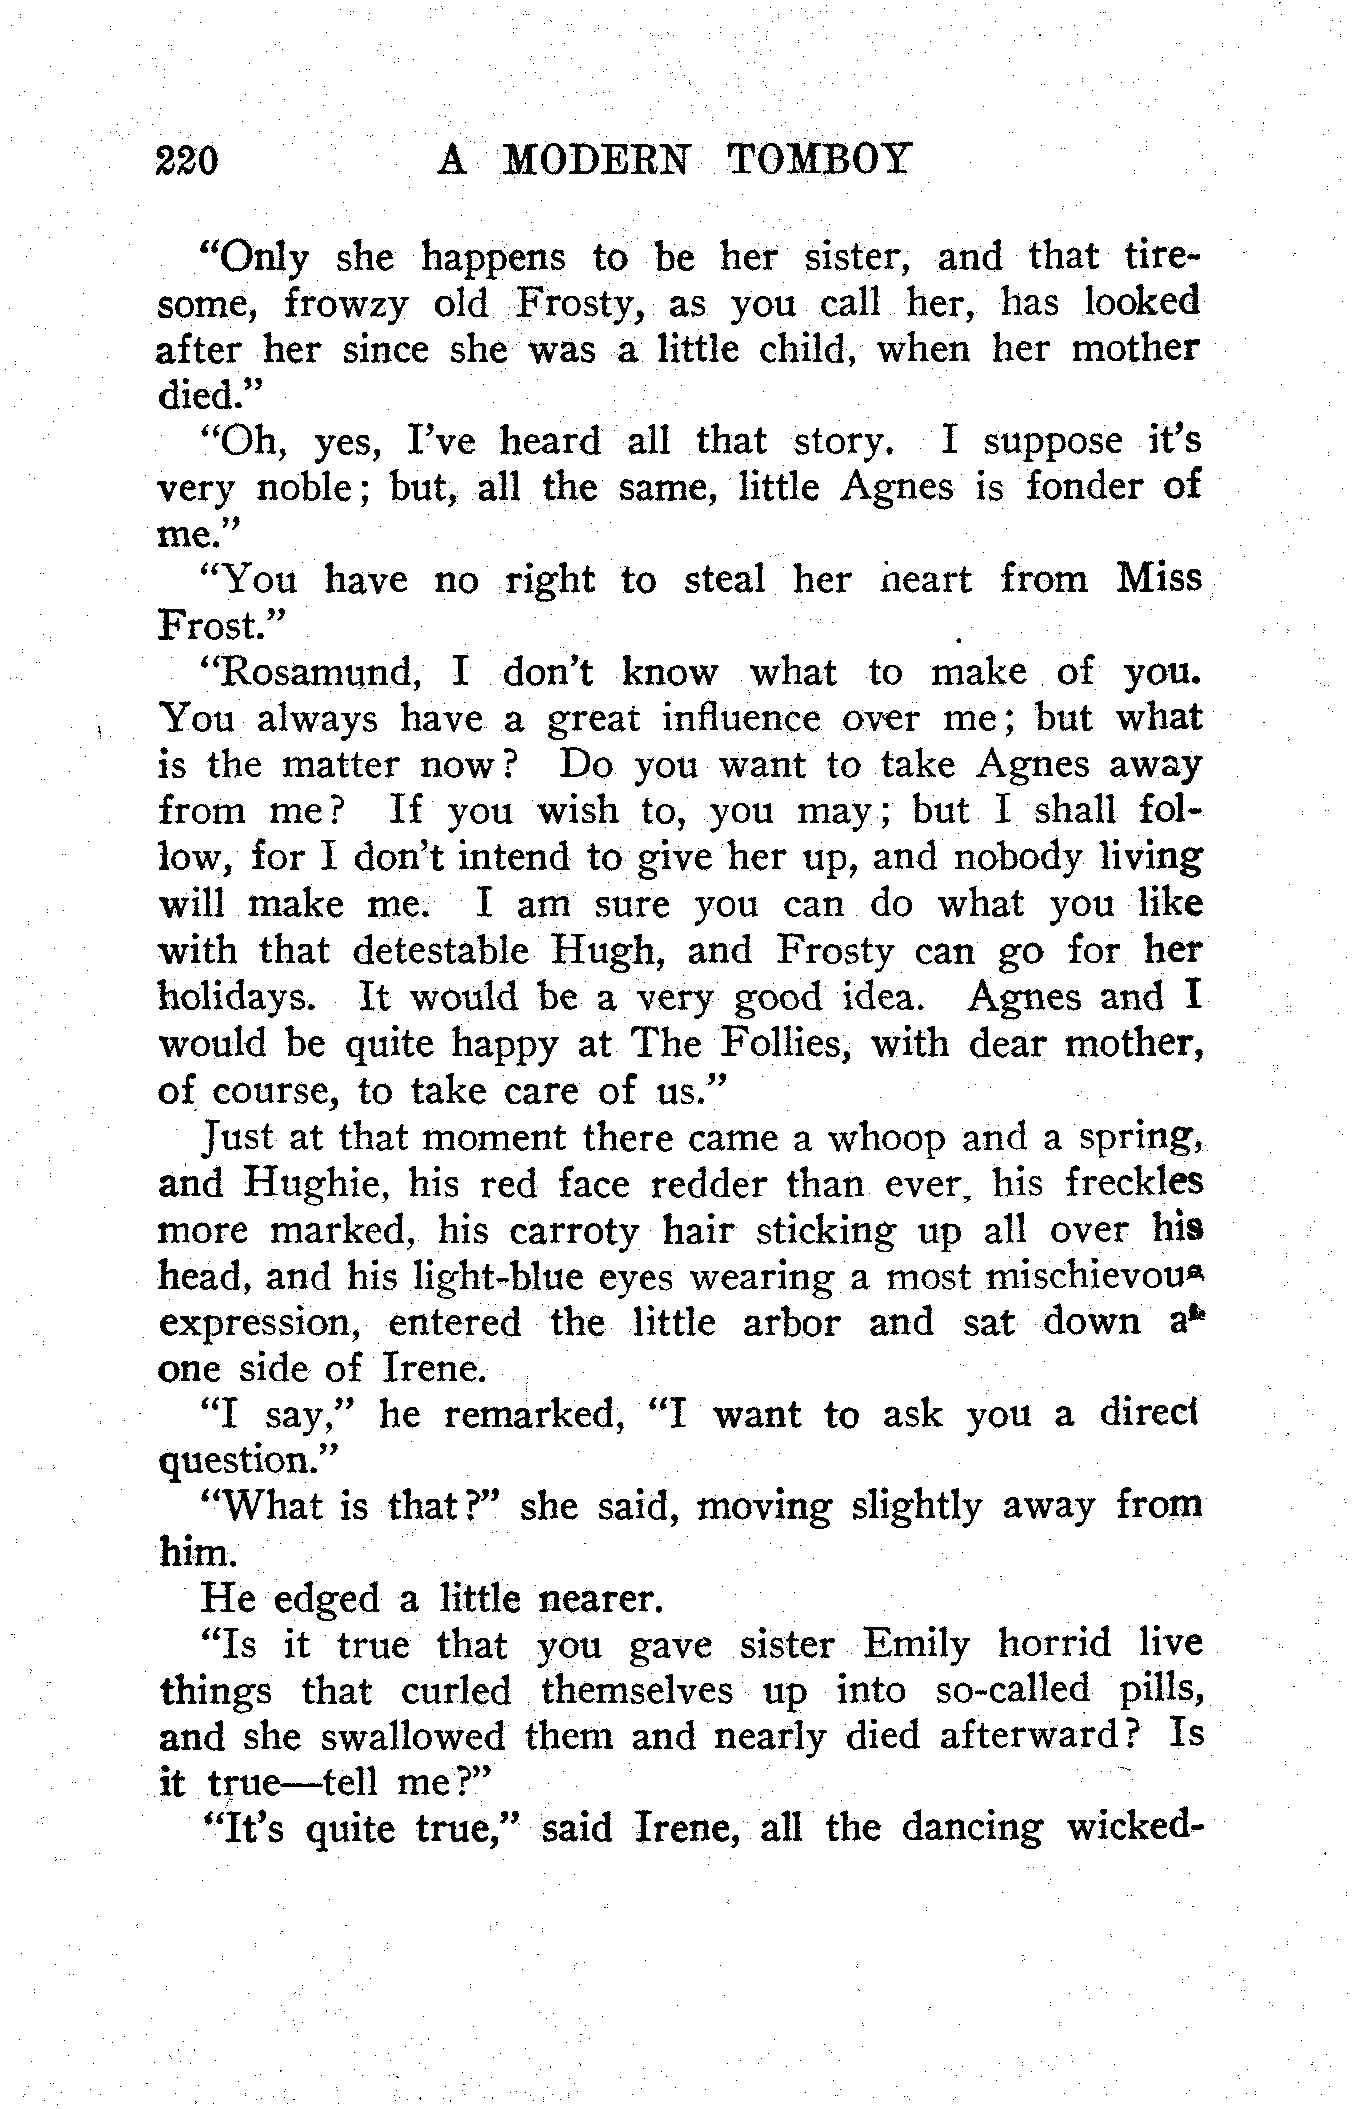 220 A MODERN TOMBOY
“Only she happens to be her sister, and that tire-
some, frowzy old Frosty, as you call her, has looked
after her since she was a little child, when her mother
died.”
“Oh, yes, I’ve heard all that story. I suppose it’s
very noble; but, all the same, little Agnes is fonder of
me.”
“You have no right to steal her heart from Miss
Frost.”
“Rosamund, I don’t know what to make of you.
You always have a great influence over me; but what
is the matter now? Do you want to take Agnes away
from me? If you wish to, you may; but I shall fol-
low, for I don’t intend to give her up, and nobody living
will make me. I am sure you can do what you like
with that detestable Hugh, and Frosty can go for her
holidays. It would be a very good idea. Agnes and I
would be quite happy at The Follies, with dear mother,
of course, to take care of us.”
Just at that moment there came a whoop and a spring,
and Hughie, his red face redder than ever, his freckles
more marked, his carroty hair sticking up all over his
head, and his light-blue eyes wearing a most mischievous
expression, entered the little arbor and sat down at
one side of Irene.
“I say,” he remarked, “I want to ask you a direct
question.”
“What is that?” she said, moving slightly away from
him.
He edged a little nearer.
“Is it true that you gave sister Emily horrid live
things that curled themselves up into so-called pills,
and she swallowed them and nearly died afterward? Is
it true—tell me?”
“It’s quite true,” said Irene, all the dancing wicked-